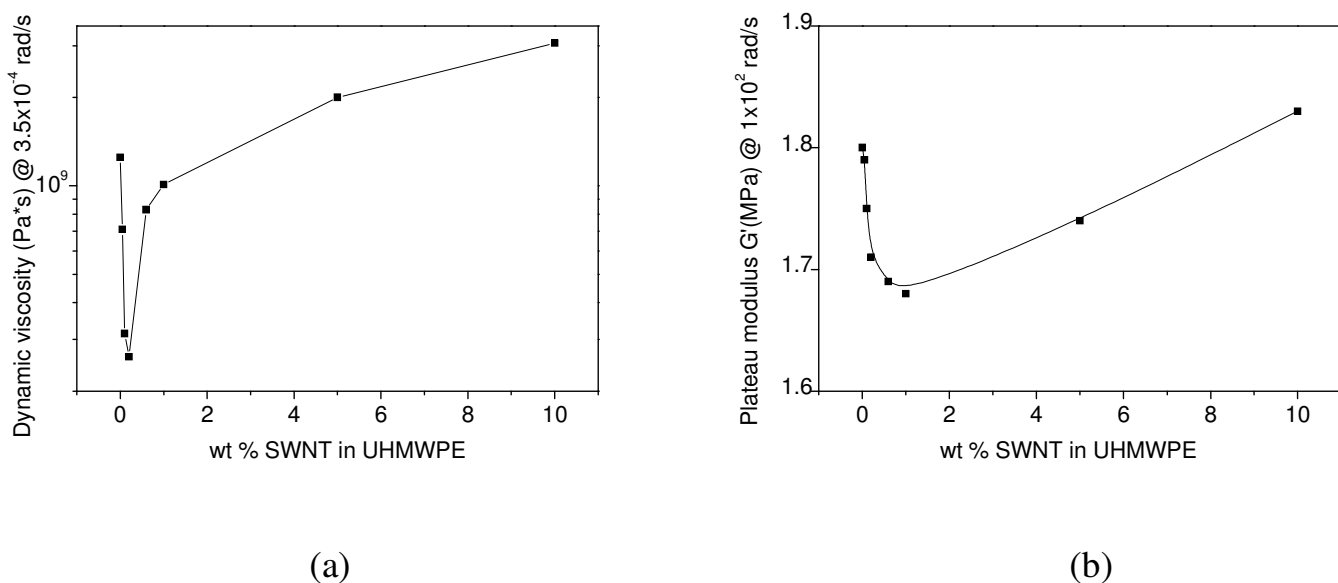 Dynamic viscosity (Pa*s) @ 3.5x10⁻⁴ rad/s
10⁹
0 2 4 6 8 10
wt % SWNT in UHMWPE
(a)
Plateau modulus G'(MPa) @ 1x10² rad/s
1.9
1.8
1.7
1.6
0 2 4 6 8 10
wt % SWNT in UHMWPE
(b)